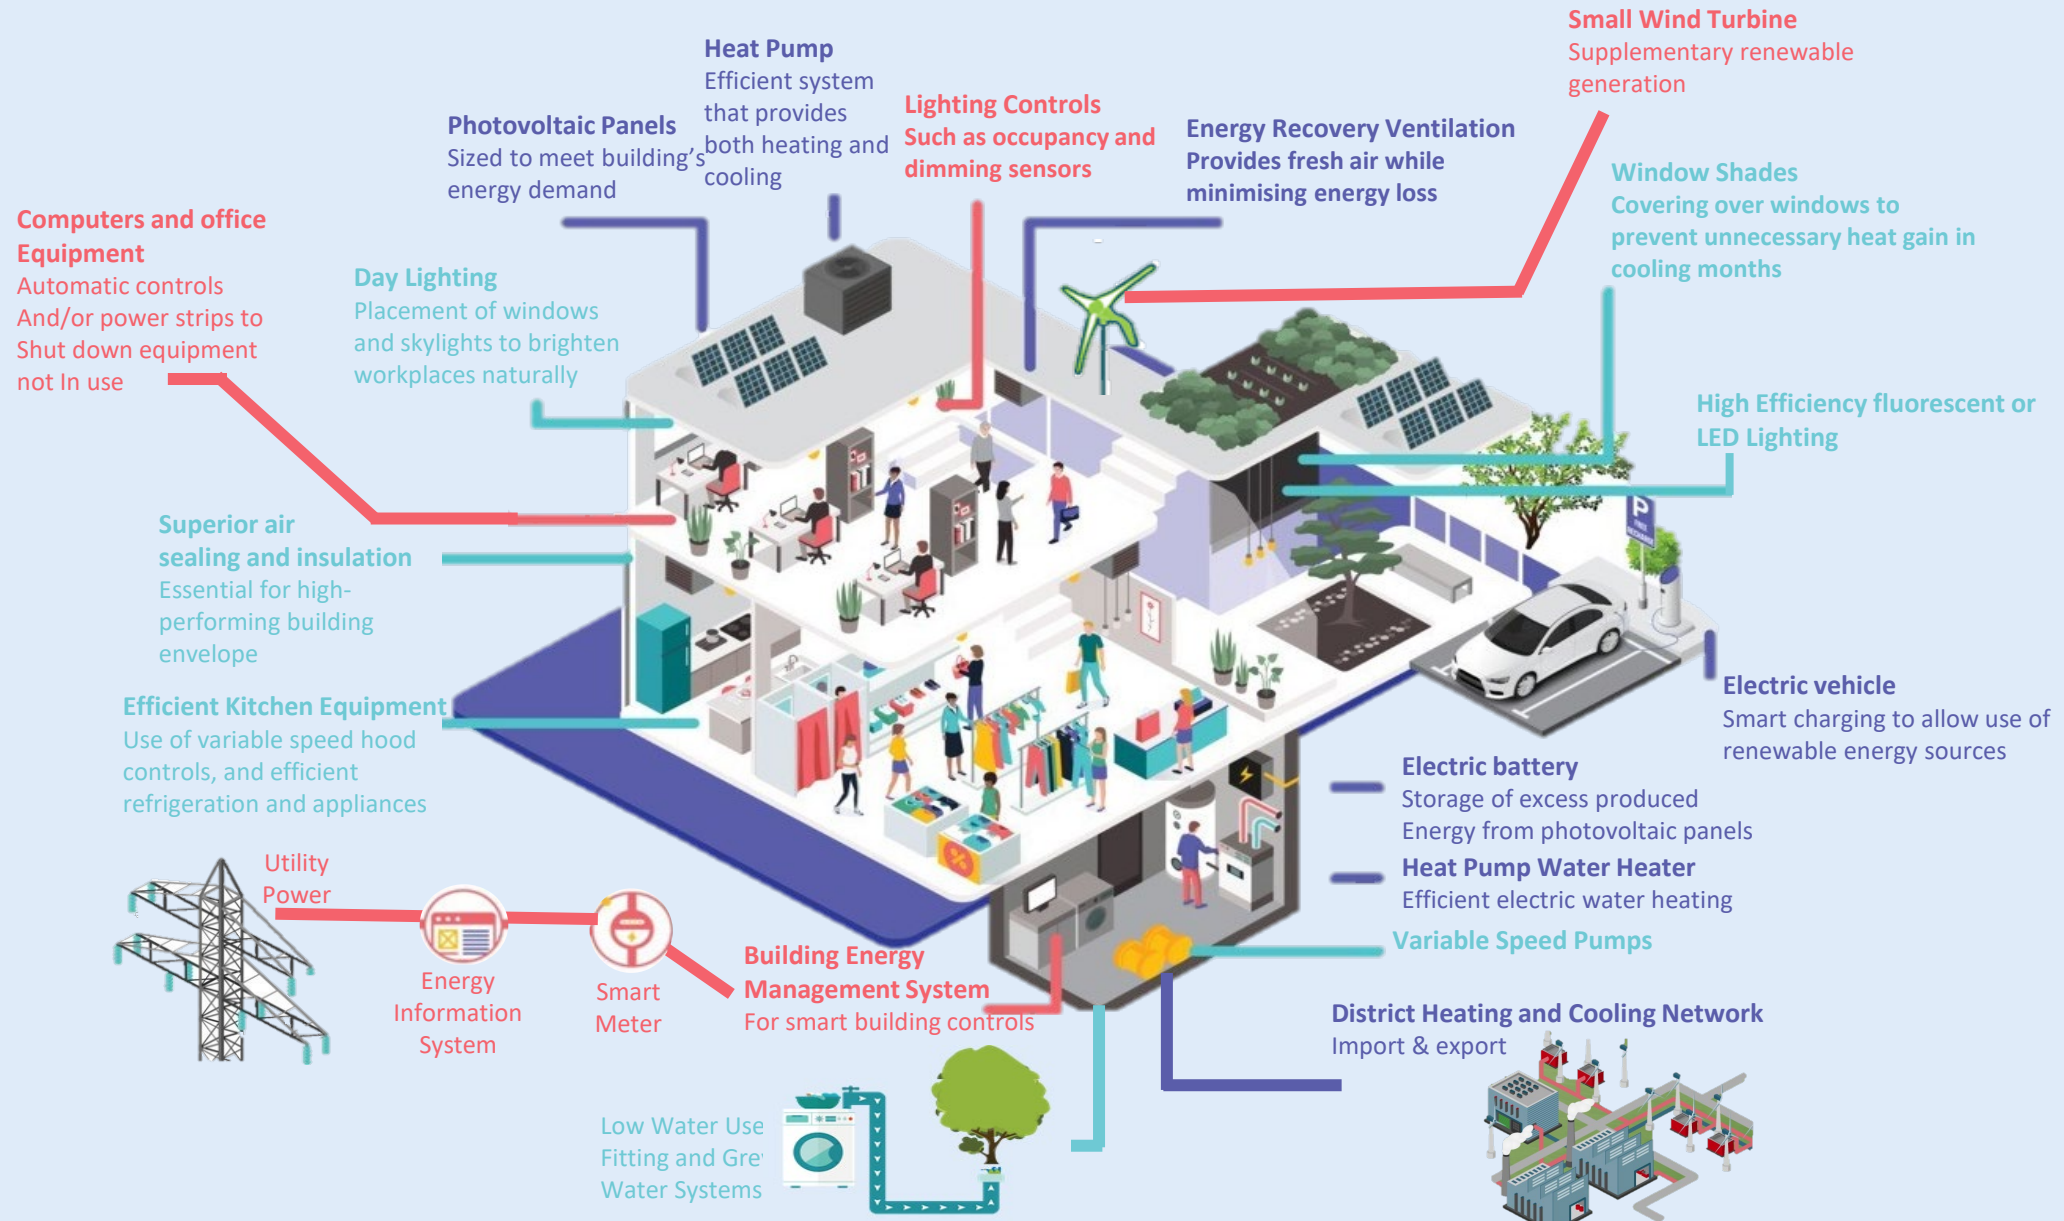 Small Wind Turbine
Supplementary renewable
generation
Heat Pump
Efficient system
that provides
both heating and
cooling
Photovoltaic Panels
Sized to meet building's
energy demand
Lighting Controls
Such as occupancy and
dimming sensors
Energy Recovery Ventilation
Provides fresh air while
minimising energy loss
Window Shades
Covering over windows to
prevent unnecessary heat gain in
cooling months
Computers and office
Equipment
Automatic controls
And/or power strips to
Shut down equipment
not In use
Day Lighting
Placement of windows
and skylights to brighten
workplaces naturally
High Efficiency fluorescent or
LED Lighting
Superior air
sealing and insulation
Essential for high-
performing building
envelope
P
FREE
RECHARGE
Efficient Kitchen Equipment
Use of variable speed hood
controls, and efficient
refrigeration and appliances
Electric vehicle
Smart charging to allow use of
renewable energy sources
Electric battery
Storage of excess produced
Energy from photovoltaic panels
Heat Pump Water Heater
Efficient electric water heating
Variable Speed Pumps
%
Utility
Power
Energy
Information
System
Smart
Meter
Building Energy
Management System
For smart building controls
District Heating and Cooling Network
Import & export
Low Water Use
Fitting and Gre
Water Systems